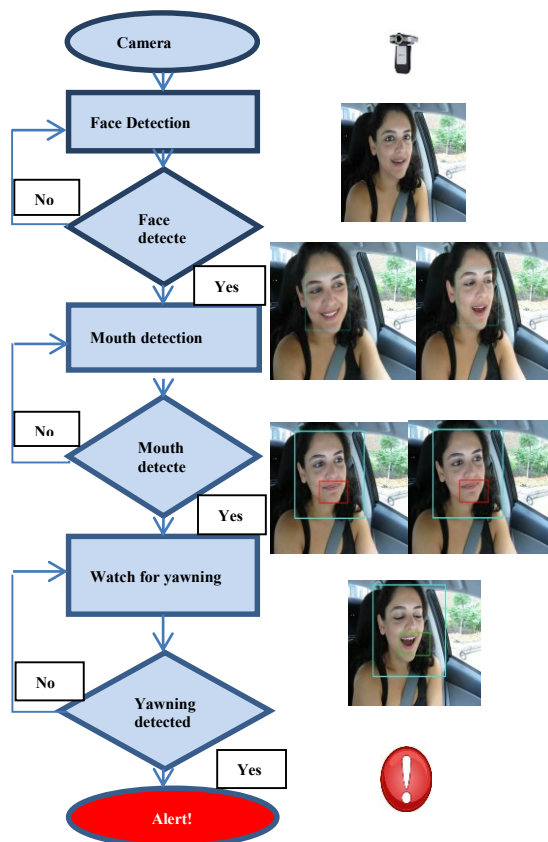 Camera
Face Detection
No
Face
detecte
Yes
Mouth detection
No
Mouth
detecte
Yes
Watch for yawning
No
Yawning
detected
Yes
Alert!